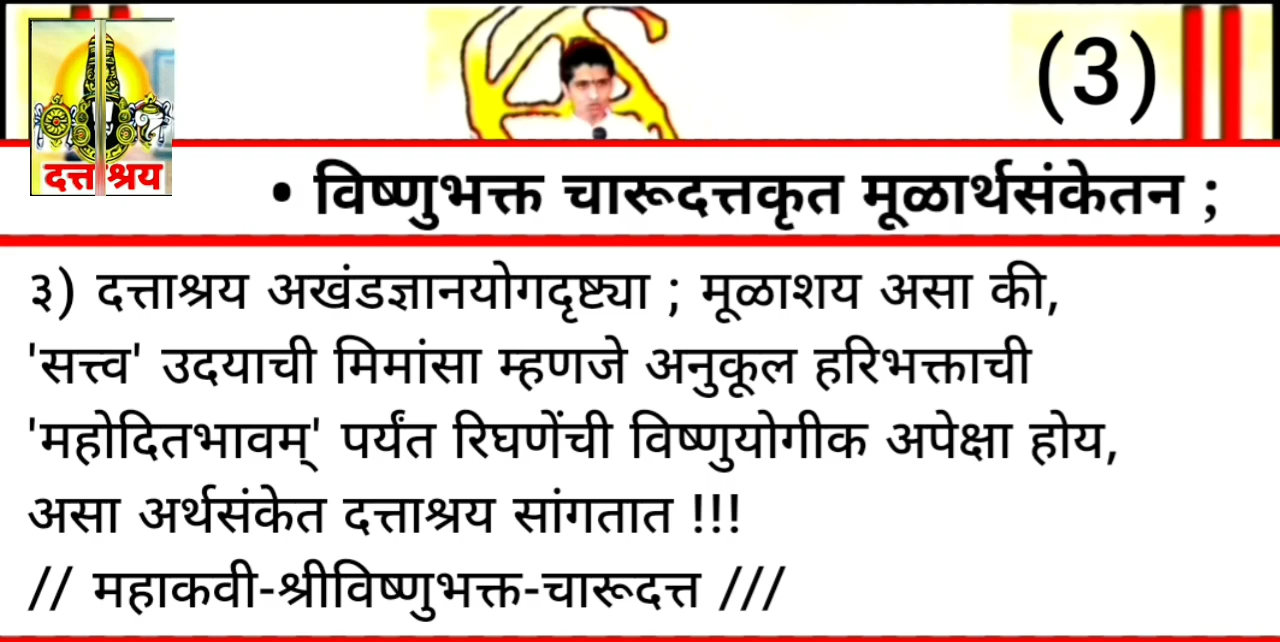 (3)
दत्ताश्रय
• विष्णुभक्त चारूदत्तकृत मूळार्थसंकेतन ;
३) दत्ताश्रय अखंडज्ञानयोगदृष्ट्या ; मूळाशय असा की,
'सत्त्व' उदयाची मिमांसा म्हणजे अनुकूल हरिभक्ताची
'महोदितभावम्' पर्यंत रिघणेंची विष्णुयोगीक अपेक्षा होय,
असा अर्थसंकेत दत्ताश्रय सांगतात !!!
// महाकवी-श्रीविष्णुभक्त-चारूदत्त ///